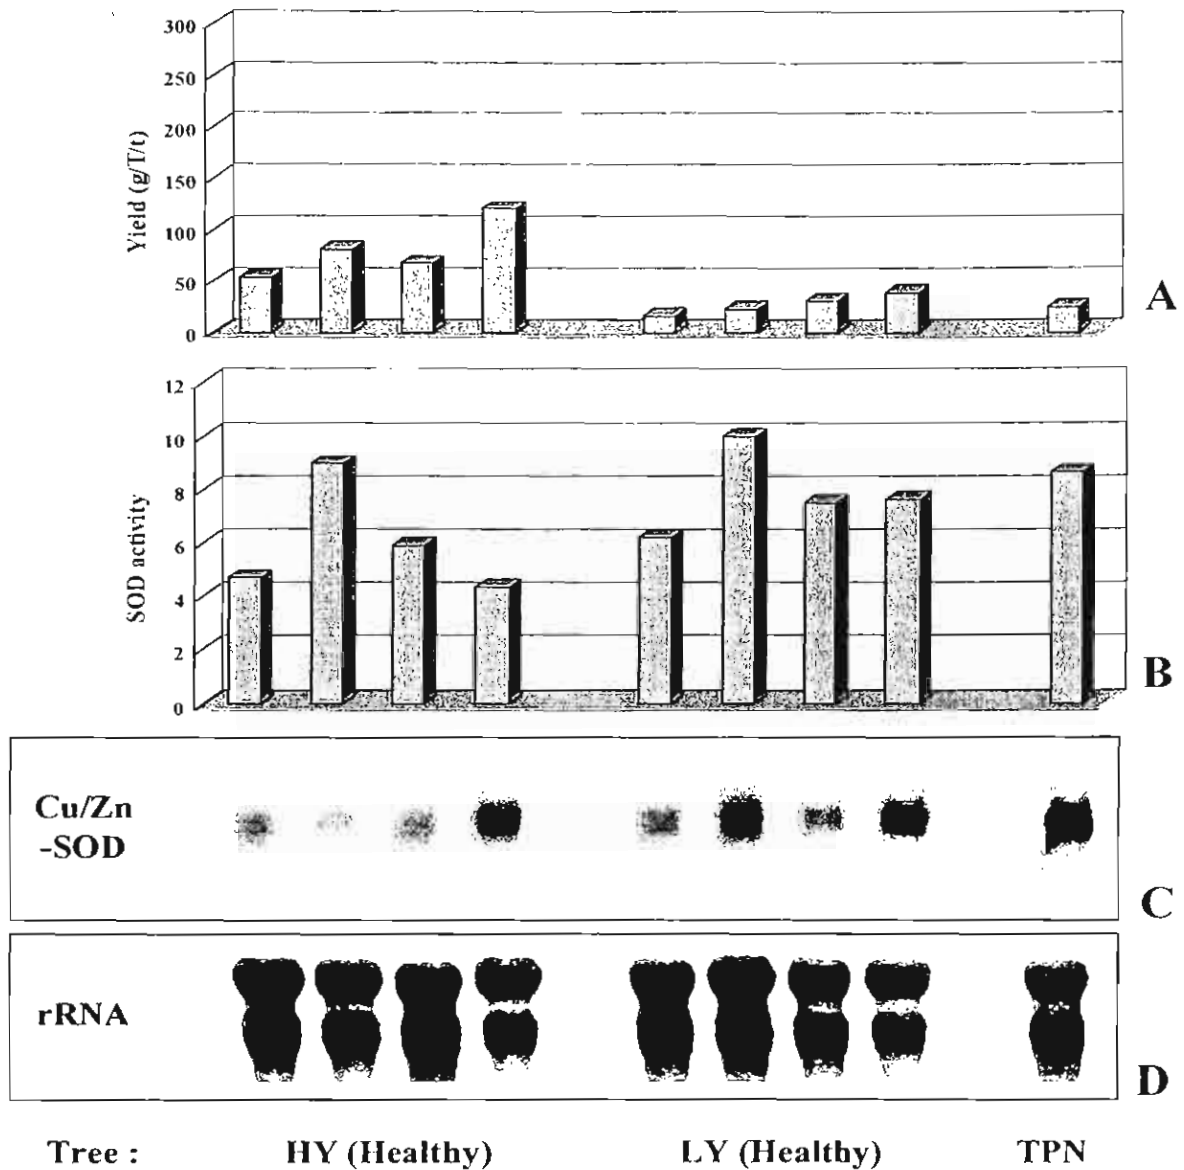 300
250
200
150
100
50
0
Yield (g/T/t)
A
12
10
8
6
4
2
0
SOD activity
B
Cu/Zn
-SOD
C
rRNA
D
Tree : HY (Healthy) LY (Healthy) TPN